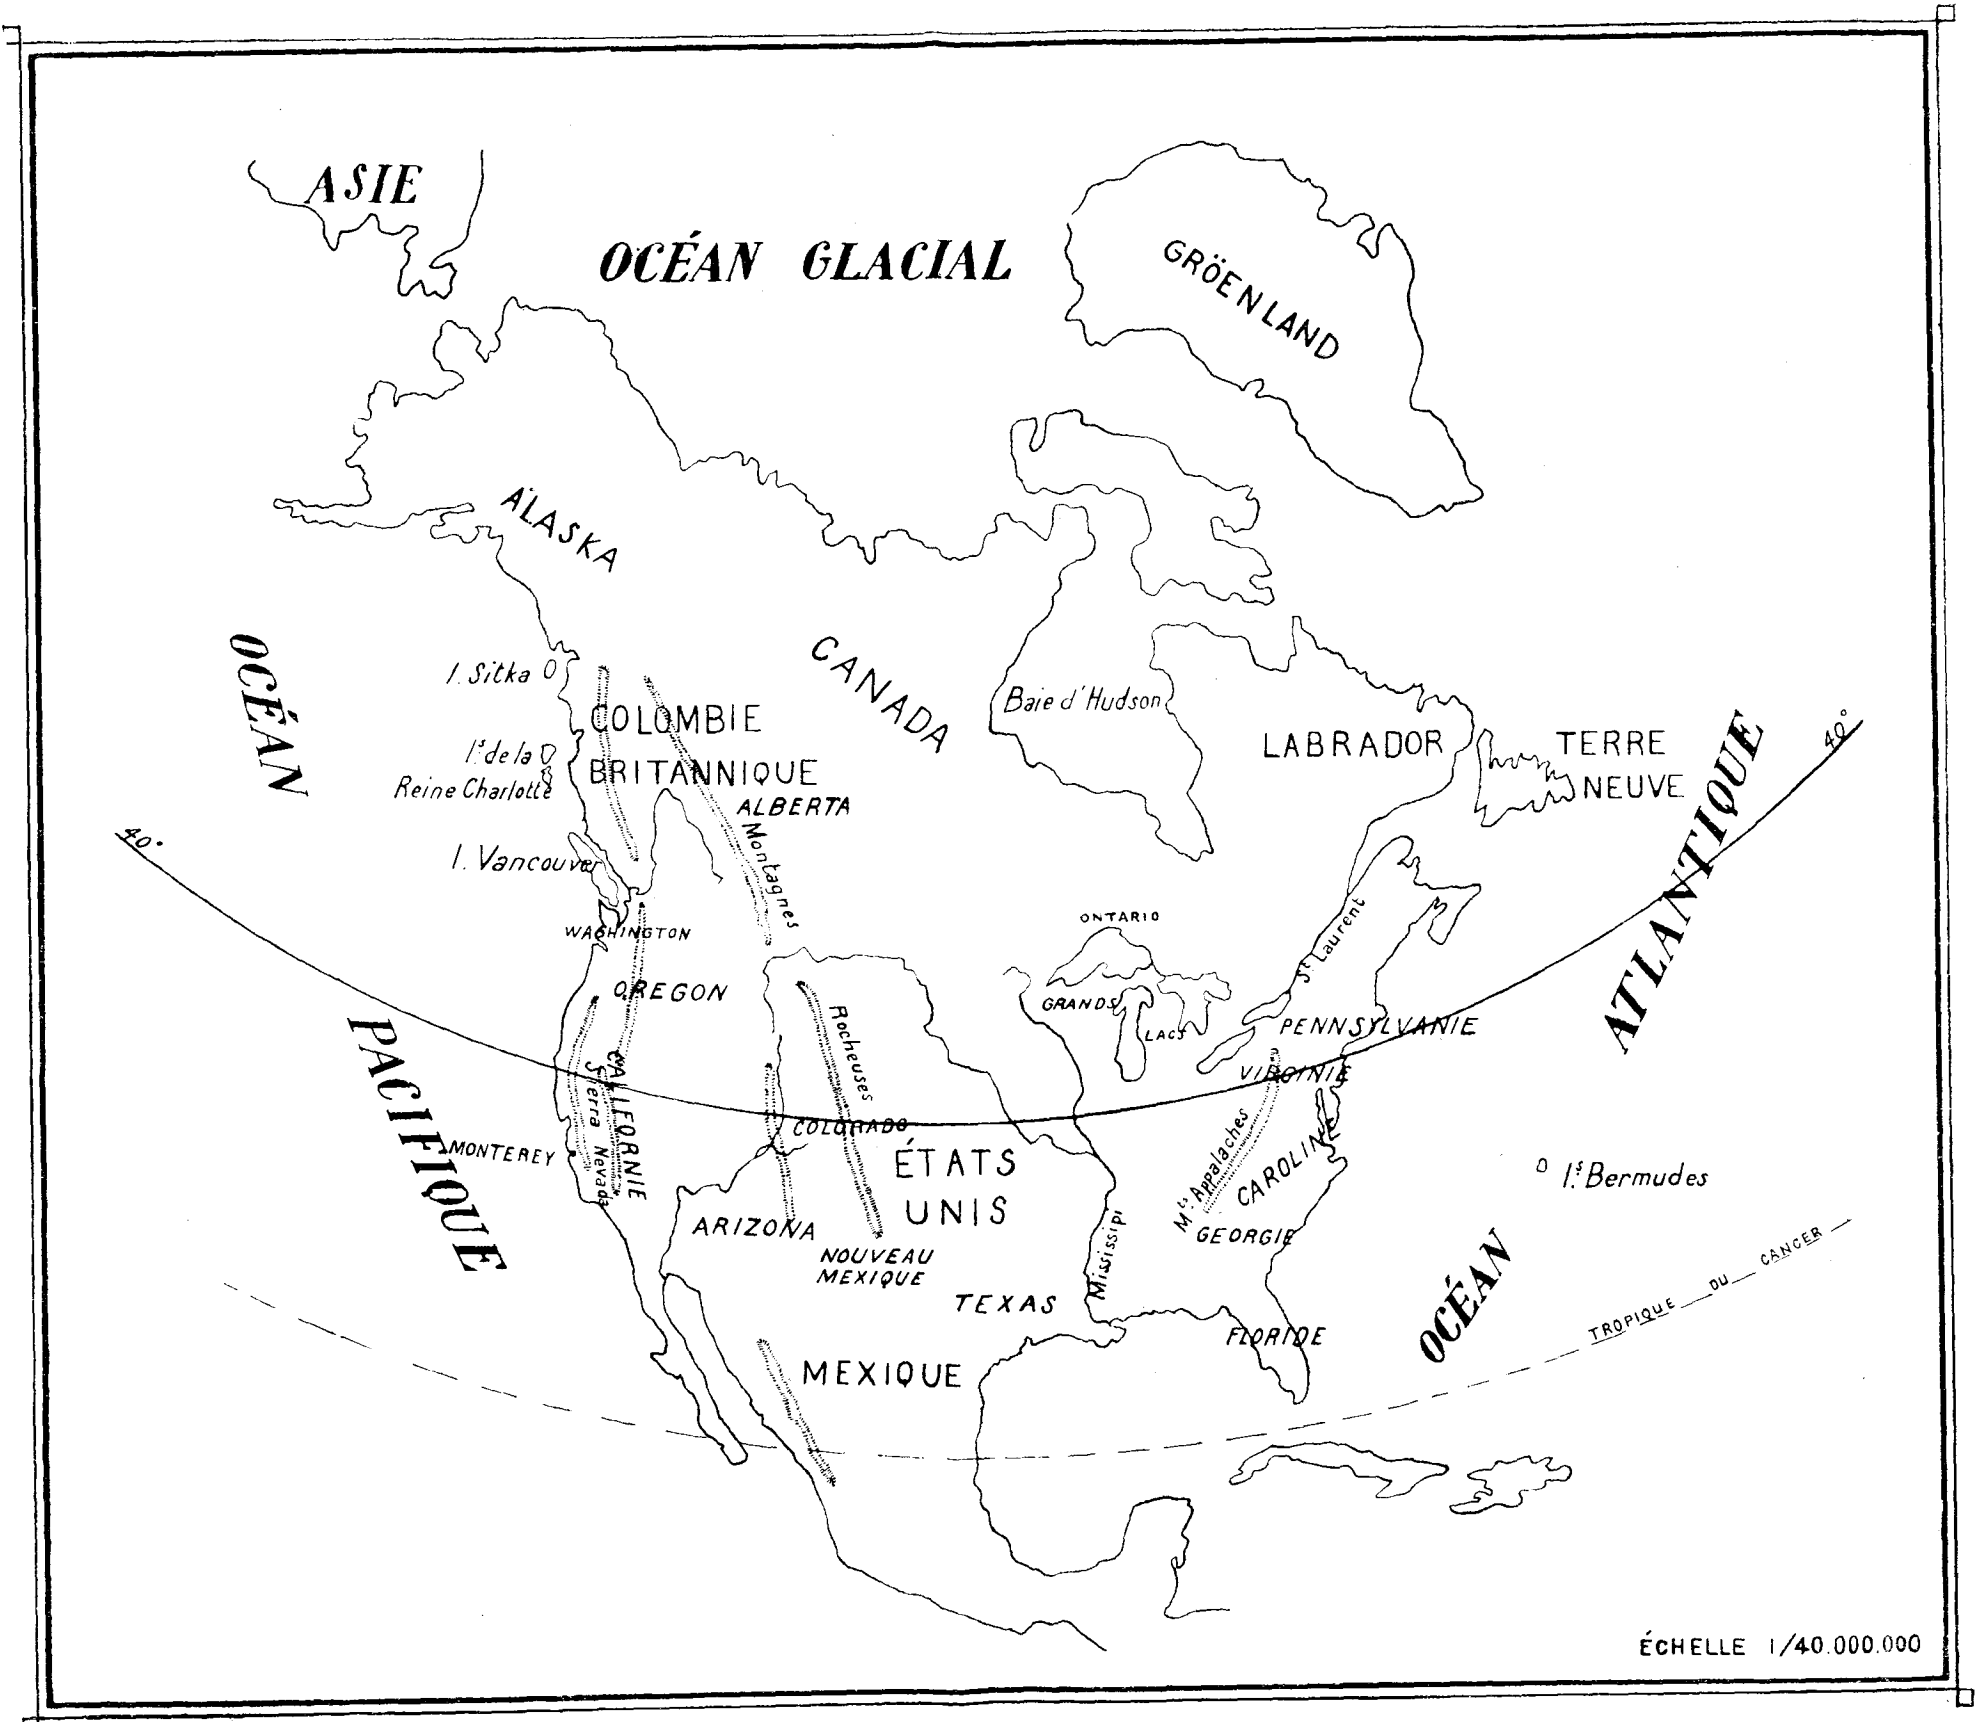 ASIE
OCÉAN GLACIAL
GRÖENLAND
ÄLASKA
OCÉAN
PACIFIQUE
I. Sitka
COLOMBIE
BRITANNIQUE
Is. de la
Reine Charlotte
CANADA
Baie d'Hudson
LABRADOR
TERRE
NEUVE
ALBERTA
40°
40°
I. Vancouver
Montagnes
Rocheuses
WASHINGTON
OREGON
ONTARIO
GRANDS
LACS
St Laurent
OCÉAN
ATLANTIQUE
PENNSYLVANIE
VIRGINIE
CALIFORNIE
Sierra Nevada
MONTEREY
COLORADO
ÉTATS
UNIS
Mts Appalaches
CAROLINE
GEORGIE
Is. Bermudes
ARIZONA
NOUVEAU
MEXIQUE
TEXAS
Mississipi
FLORIDE
MEXIQUE
TROPIQUE DU CANCER
ÉCHELLE 1/40.000.000